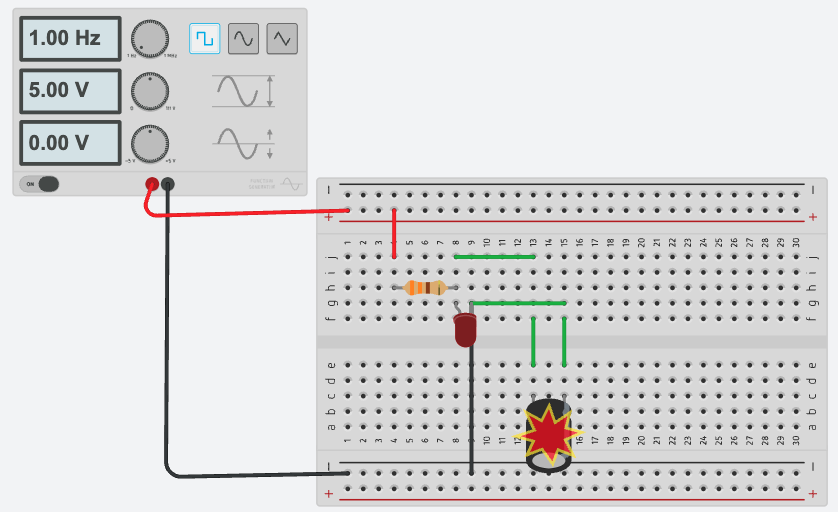 1.00 Hz
1 Hz 1 MHz
5.00 V
0 10 V
0.00 V
-5 V +5 V
ON
FUNCTION
GENERATOR
− −
+ +
1 2 3 4 5 6 7 8 9 10 11 12 13 14 15 16 17 18 19 20 21 22 23 24 25 26 27 28 29 30
j j
i i
h h
g g
f f
e e
d d
c c
b b
a a
1 2 3 4 5 6 7 8 9 10 11 12 16 17 18 19 20 21 22 23 24 25 26 27 28 29 30
− −
+ +